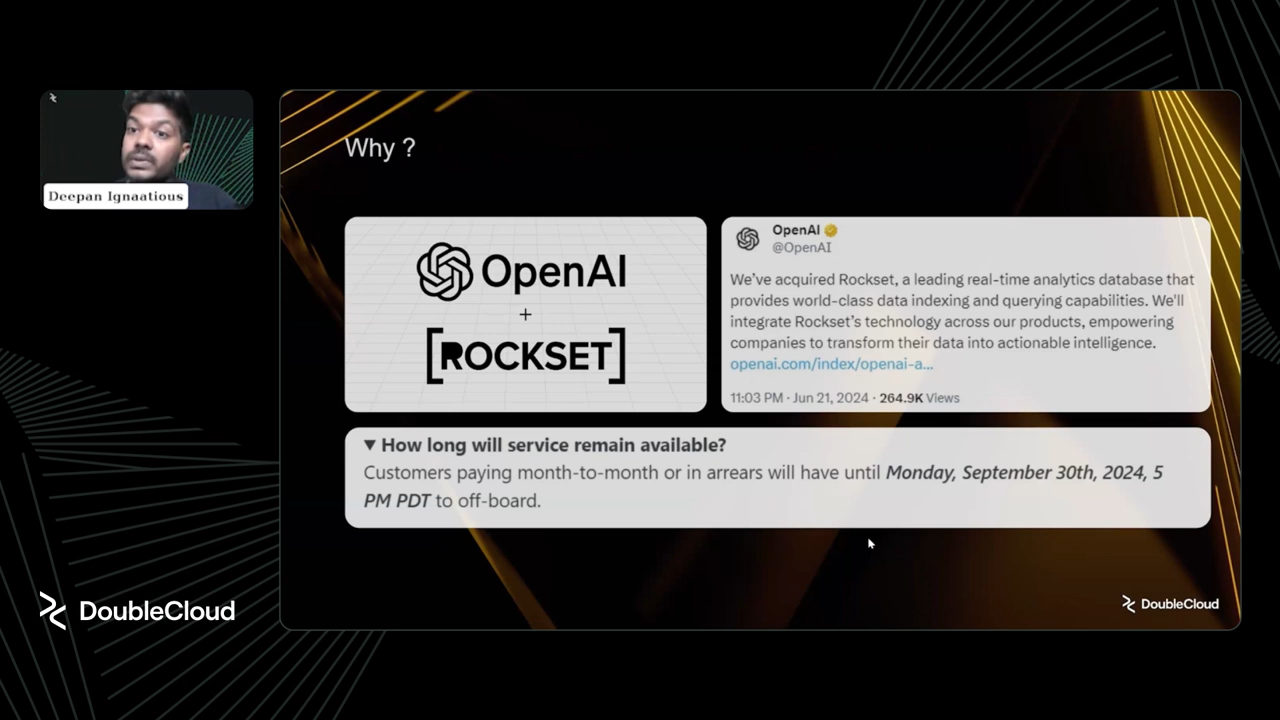 Why ?
Deepan Ignaatious
OpenAI
+
[ROCKSET]
OpenAI
@OpenAI
We've acquired Rockset, a leading real-time analytics database that
provides world-class data indexing and querying capabilities. We'll
integrate Rockset's technology across our products, empowering
companies to transform their data into actionable intelligence.
openai.com/index/openai-a...
11:03 PM · Jun 21, 2024 · 264.9K Views
▼ How long will service remain available?
Customers paying month-to-month or in arrears will have until Monday, September 30th, 2024, 5
PM PDT to off-board.
DoubleCloud
DoubleCloud